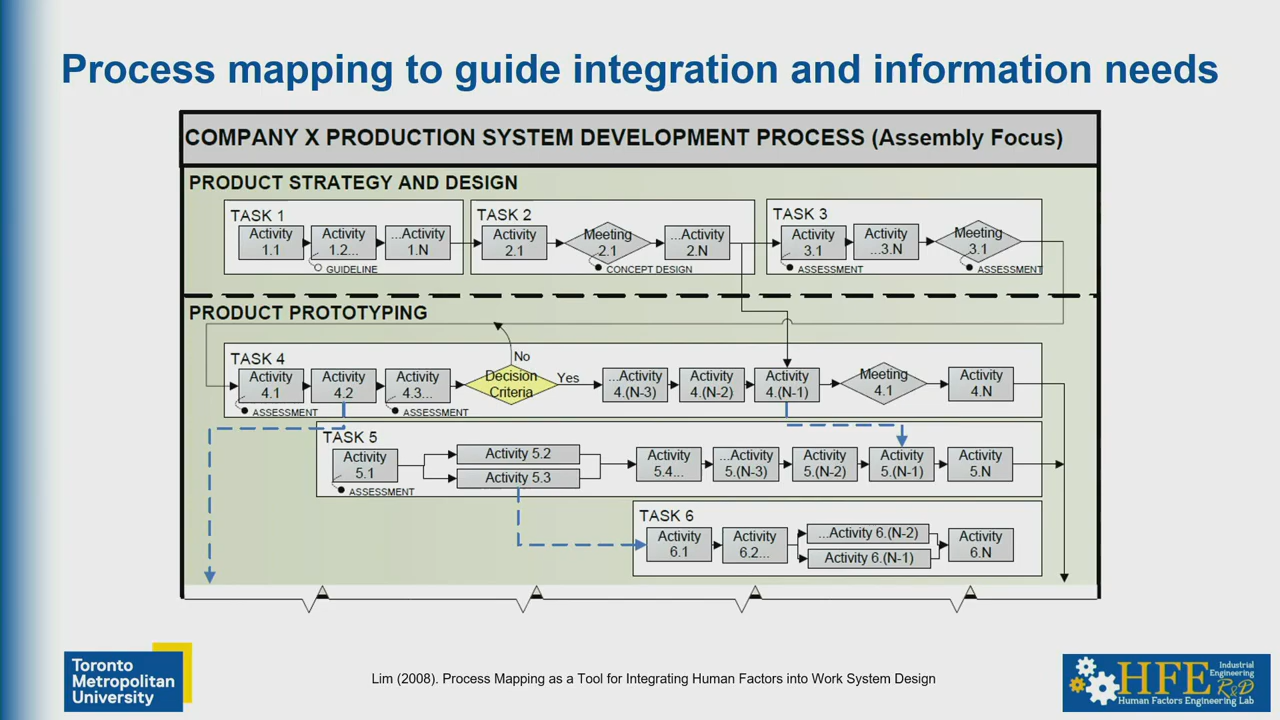 Process mapping to guide integration and information needs
COMPANY X PRODUCTION SYSTEM DEVELOPMENT PROCESS (Assembly Focus)
PRODUCT STRATEGY AND DESIGN
TASK 1
Activity
1.1
Activity
1.2...
...Activity
1.N
GUIDELINE
TASK 2
Activity
2.1
Meeting
2.1
...Activity
2.N
CONCEPT DESIGN
TASK 3
Activity
3.1
Activity
...3.N
Meeting
3.1
ASSESSMENT
ASSESSMENT
PRODUCT PROTOTYPING
TASK 4
Activity
4.1
Activity
4.2
Activity
4.3...
No
Decision
Criteria
Yes
...Activity
4.(N-3)
Activity
4.(N-2)
Activity
4.(N-1)
Meeting
4.1
Activity
4.N
ASSESSMENT
ASSESSMENT
TASK 5
Activity
5.1
Activity 5.2
Activity 5.3
Activity
5.4...
...Activity
5.(N-3)
Activity
5.(N-2)
Activity
5.(N-1)
Activity
5.N
ASSESSMENT
TASK 6
Activity
6.1
Activity
6.2...
...Activity 6.(N-2)
Activity 6.(N-1)
Activity
6.N
Toronto
Metropolitan
University
Lim (2008). Process Mapping as a Tool for Integrating Human Factors into Work System Design
HFE
Industrial
Engineering
R&D
Human Factors Engineering Lab